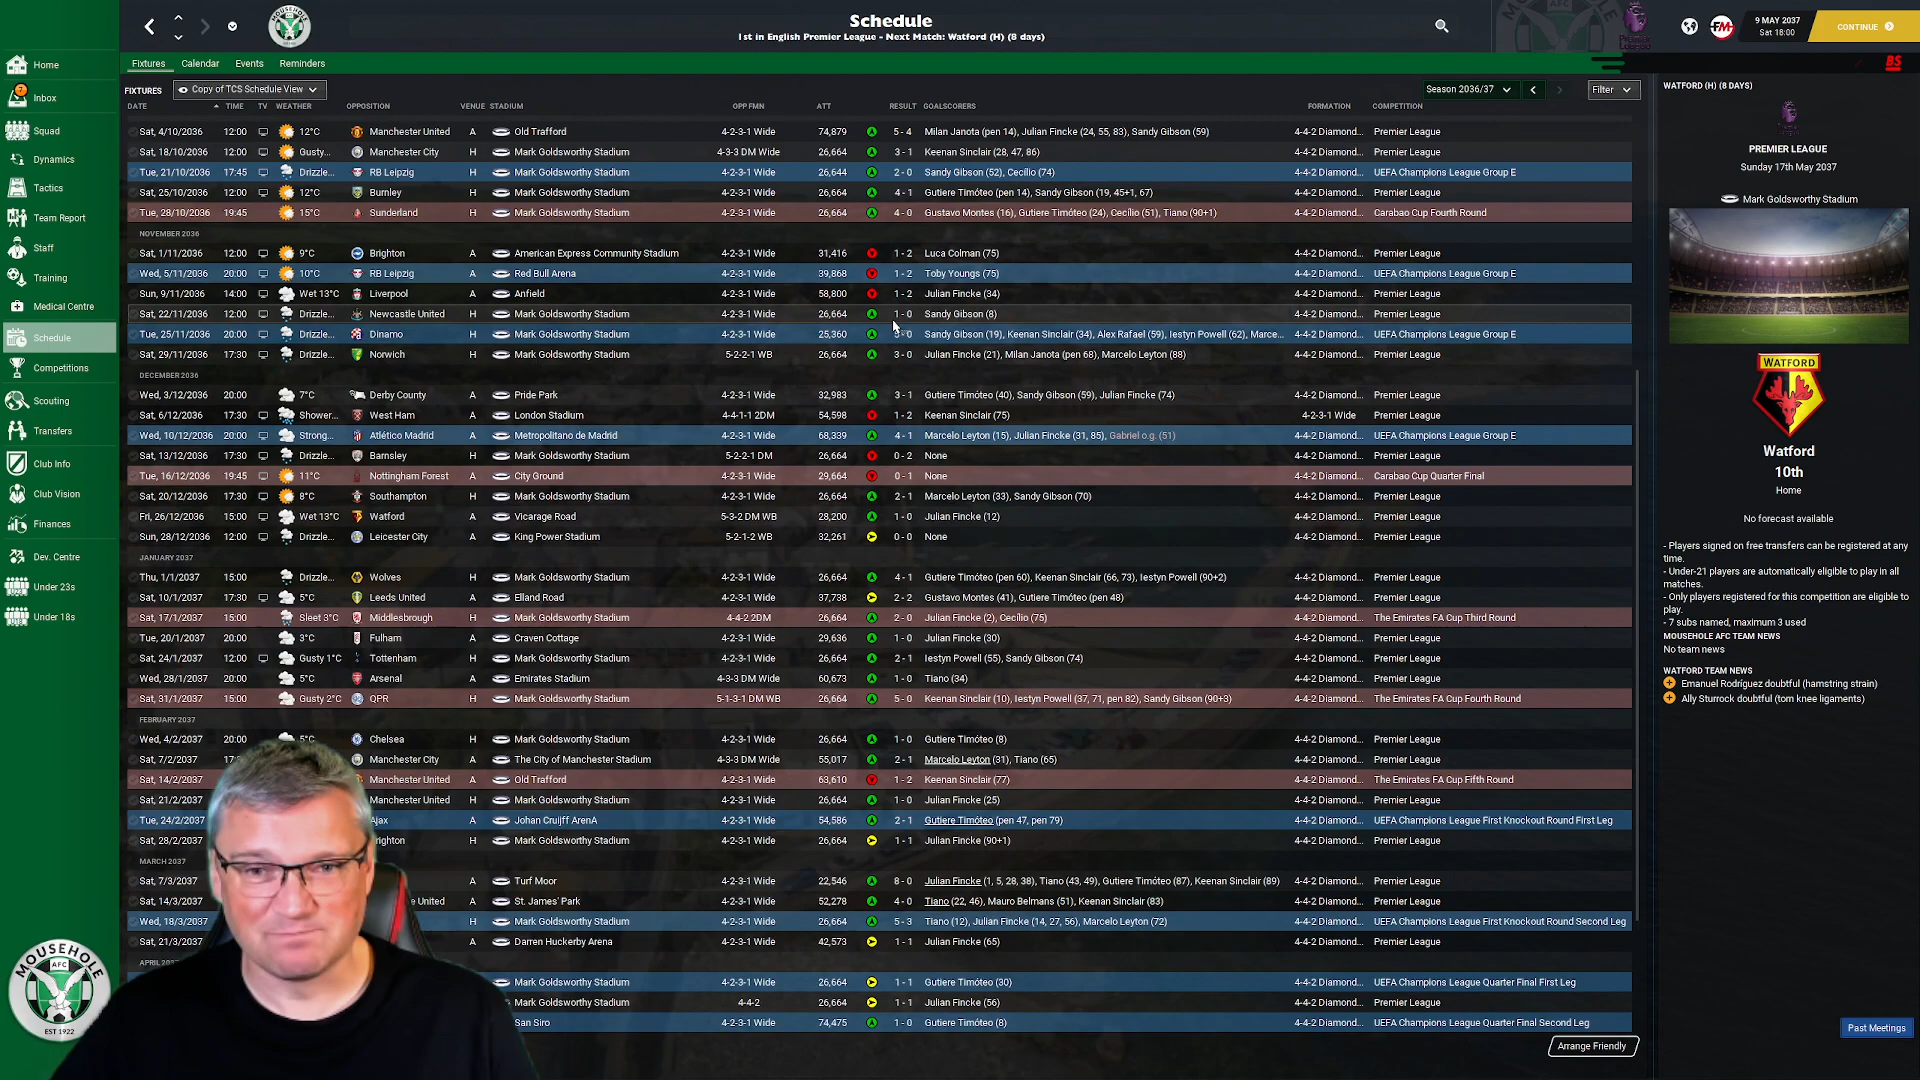 Schedule
1st in English Premier League - Next Match: Watford (H) (8 days)
9 MAY 2037
Sat 18:00
CONTINUE
Home
Inbox
Squad
Dynamics
Tactics
Team Report
Staff
Training
Medical Centre
Schedule
Competitions
Scouting
Transfers
Club Info
Club Vision
Finances
Dev. Centre
Under 23s
Under 18s
MOUSEHOLE
AFC
EST 1922
Fixtures Calendar Events Reminders
FIXTURES Copy of TCS Schedule View Season 2036/37 Filter
DATE TIME TV WEATHER OPPOSITION VENUE STADIUM OPP FMN ATT RESULT GOALSCORERS FORMATION COMPETITION
Sat, 4/10/2036 12:00 12°C Manchester United A Old Trafford 4-2-3-1 Wide 74,879 5 - 4 Milan Janota (pen 14), Julian Fincke (24, 55, 83), Sandy Gibson (59) 4-4-2 Diamond... Premier League
Sat, 18/10/2036 12:00 Gusty... Manchester City H Mark Goldsworthy Stadium 4-3-3 DM Wide 26,664 3 - 1 Keenan Sinclair (28, 47, 86) 4-4-2 Diamond... Premier League
Tue, 21/10/2036 17:45 Drizzle... RB Leipzig H Mark Goldsworthy Stadium 4-2-3-1 Wide 26,644 2 - 0 Sandy Gibson (52), Cecílio (74) 4-4-2 Diamond... UEFA Champions League Group E
Sat, 25/10/2036 12:00 12°C Burnley H Mark Goldsworthy Stadium 4-2-3-1 Wide 26,664 4 - 1 Gutiere Timóteo (pen 14), Sandy Gibson (19, 45+1, 67) 4-4-2 Diamond... Premier League
Tue, 28/10/2036 19:45 15°C Sunderland H Mark Goldsworthy Stadium 4-2-3-1 Wide 26,664 4 - 0 Gustavo Montes (16), Gutiere Timóteo (24), Cecílio (51), Tiano (90+1) 4-4-2 Diamond... Carabao Cup Fourth Round
NOVEMBER 2036
Sat, 1/11/2036 12:00 9°C Brighton A American Express Community Stadium 4-2-3-1 Wide 31,416 1 - 2 Luca Colman (75) 4-4-2 Diamond... Premier League
Wed, 5/11/2036 20:00 10°C RB Leipzig A Red Bull Arena 4-2-3-1 Wide 39,868 1 - 2 Toby Youngs (75) 4-4-2 Diamond... UEFA Champions League Group E
Sun, 9/11/2036 14:00 Wet 13°C Liverpool A Anfield 4-2-3-1 Wide 58,800 1 - 2 Julian Fincke (34) 4-4-2 Diamond... Premier League
Sat, 22/11/2036 12:00 Drizzle... Newcastle United H Mark Goldsworthy Stadium 4-2-3-1 Wide 26,664 1 - 0 Sandy Gibson (8) 4-4-2 Diamond... Premier League
Tue, 25/11/2036 20:00 Drizzle... Dinamo H Mark Goldsworthy Stadium 4-2-3-1 Wide 25,360 Sandy Gibson (19), Keenan Sinclair (34), Alex Rafael (59), Iestyn Powell (62), Marce... 4-4-2 Diamond... UEFA Champions League Group E
Sat, 29/11/2036 17:30 Drizzle... Norwich H Mark Goldsworthy Stadium 5-2-2-1 WB 26,664 3 - 0 Julian Fincke (21), Milan Janota (pen 68), Marcelo Leyton (88) 4-4-2 Diamond... Premier League
DECEMBER 2036
Wed, 3/12/2036 20:00 7°C Derby County A Pride Park 4-2-3-1 Wide 32,983 3 - 1 Gutiere Timóteo (40), Sandy Gibson (59), Julian Fincke (74) 4-4-2 Diamond... Premier League
Sat, 6/12/2036 17:30 Shower... West Ham A London Stadium 4-4-1-1 2DM 54,598 1 - 2 Keenan Sinclair (75) 4-2-3-1 Wide Premier League
Wed, 10/12/2036 20:00 Strong... Atlético Madrid A Metropolitano de Madrid 4-2-3-1 Wide 68,339 4 - 1 Marcelo Leyton (15), Julian Fincke (31, 85), Gabriel o.g. (51) 4-4-2 Diamond... UEFA Champions League Group E
Sat, 13/12/2036 17:30 Drizzle... Barnsley H Mark Goldsworthy Stadium 5-2-2-1 DM 26,664 0 - 2 None 4-4-2 Diamond... Premier League
Tue, 16/12/2036 19:45 11°C Nottingham Forest A City Ground 4-2-3-1 Wide 29,664 0 - 1 None 4-4-2 Diamond... Carabao Cup Quarter Final
Sat, 20/12/2036 17:30 8°C Southampton H Mark Goldsworthy Stadium 4-2-3-1 Wide 26,664 2 - 1 Marcelo Leyton (33), Sandy Gibson (70) 4-4-2 Diamond... Premier League
Fri, 26/12/2036 15:00 Wet 13°C Watford A Vicarage Road 5-3-2 DM WB 28,200 1 - 0 Julian Fincke (12) 4-4-2 Diamond... Premier League
Sun, 28/12/2036 12:00 Drizzle... Leicester City A King Power Stadium 5-2-1-2 WB 32,261 0 - 0 None 4-4-2 Diamond... Premier League
JANUARY 2037
Thu, 1/1/2037 15:00 Drizzle... Wolves H Mark Goldsworthy Stadium 4-2-3-1 Wide 26,664 4 - 1 Gutiere Timóteo (pen 60), Keenan Sinclair (66, 73), Iestyn Powell (90+2) 4-4-2 Diamond... Premier League
Sat, 10/1/2037 17:30 5°C Leeds United A Elland Road 4-2-3-1 Wide 37,738 2 - 2 Gustavo Montes (41), Gutiere Timóteo (pen 48) 4-4-2 Diamond... Premier League
Sat, 17/1/2037 15:00 Sleet 3°C Middlesbrough H Mark Goldsworthy Stadium 4-4-2 2DM 26,664 2 - 0 Julian Fincke (2), Cecílio (75) 4-4-2 Diamond... The Emirates FA Cup Third Round
Tue, 20/1/2037 20:00 3°C Fulham A Craven Cottage 4-2-3-1 Wide 29,636 1 - 0 Julian Fincke (30) 4-4-2 Diamond... Premier League
Sat, 24/1/2037 12:00 Gusty 1°C Tottenham H Mark Goldsworthy Stadium 4-2-3-1 Wide 26,664 2 - 1 Iestyn Powell (55), Sandy Gibson (74) 4-4-2 Diamond... Premier League
Wed, 28/1/2037 20:00 5°C Arsenal A Emirates Stadium 4-3-3 DM Wide 60,673 1 - 0 Tiano (34) 4-4-2 Diamond... Premier League
Sat, 31/1/2037 15:00 Gusty 2°C QPR H Mark Goldsworthy Stadium 5-1-3-1 DM WB 26,664 5 - 0 Keenan Sinclair (10), Iestyn Powell (37, 71, pen 82), Sandy Gibson (90+3) 4-4-2 Diamond... The Emirates FA Cup Fourth Round
FEBRUARY 2037
Wed, 4/2/2037 20:00 5°C Chelsea H Mark Goldsworthy Stadium 4-2-3-1 Wide 26,664 1 - 0 Gutiere Timóteo (8) 4-4-2 Diamond... Premier League
Sat, 7/2/2037 Manchester City A The City of Manchester Stadium 4-3-3 DM Wide 55,017 2 - 1 Marcelo Leyton (31), Tiano (65) 4-4-2 Diamond... Premier League
Sat, 14/2/2037 Manchester United A Old Trafford 4-2-3-1 Wide 63,610 1 - 2 Keenan Sinclair (77) 4-4-2 Diamond... The Emirates FA Cup Fifth Round
Sat, 21/2/2037 Manchester United H Mark Goldsworthy Stadium 4-2-3-1 Wide 26,664 1 - 0 Julian Fincke (25) 4-4-2 Diamond... Premier League
Tue, 24/2/2037 Ajax A Johan Cruijff ArenA 4-2-3-1 Wide 54,586 2 - 1 Gutiere Timóteo (pen 47, pen 79) 4-4-2 Diamond... UEFA Champions League First Knockout Round First Leg
Sat, 28/2/2037 righton H Mark Goldsworthy Stadium 4-2-3-1 Wide 26,664 1 - 1 Julian Fincke (90+1) 4-4-2 Diamond... Premier League
MARCH 2037
Sat, 7/3/2037 A Turf Moor 4-2-3-1 Wide 22,546 8 - 0 Julian Fincke (1, 5, 28, 38), Tiano (43, 49), Gutiere Timóteo (87), Keenan Sinclair (89) 4-4-2 Diamond... Premier League
Sat, 14/3/2037 e United A St. James' Park 4-2-3-1 Wide 52,278 4 - 0 Tiano (22, 46), Mauro Belmans (51), Keenan Sinclair (83) 4-4-2 Diamond... Premier League
Wed, 18/3/2037 H Mark Goldsworthy Stadium 4-2-3-1 Wide 26,664 5 - 3 Tiano (12), Julian Fincke (14, 27, 56), Marcelo Leyton (72) 4-4-2 Diamond... UEFA Champions League First Knockout Round Second Leg
Sat, 21/3/2037 A Darren Huckerby Arena 4-2-3-1 Wide 42,573 1 - 1 Julian Fincke (65) 4-4-2 Diamond... Premier League
APRIL 2037
Mark Goldsworthy Stadium 4-2-3-1 Wide 26,664 1 - 1 Gutiere Timóteo (30) 4-4-2 Diamond... UEFA Champions League Quarter Final First Leg
Mark Goldsworthy Stadium 4-4-2 26,664 1 - 1 Julian Fincke (56) 4-4-2 Diamond... Premier League
San Siro 4-2-3-1 Wide 74,475 1 - 0 Gutiere Timóteo (8) 4-4-2 Diamond... UEFA Champions League Quarter Final Second Leg
Arrange Friendly
WATFORD (H) (8 DAYS)
PREMIER LEAGUE
Sunday 17th May 2037
Mark Goldsworthy Stadium
WATFORD
Watford
10th
Home
No forecast available
- Players signed on free transfers can be registered at any
time.
- Under-21 players are automatically eligible to play in all
matches.
- Only players registered for this competition are eligible to
play.
- 7 subs named, maximum 3 used
MOUSEHOLE AFC TEAM NEWS
No team news
WATFORD TEAM NEWS
Emanuel Rodríguez doubtful (hamstring strain)
Ally Sturrock doubtful (torn knee ligaments)
Past Meetings